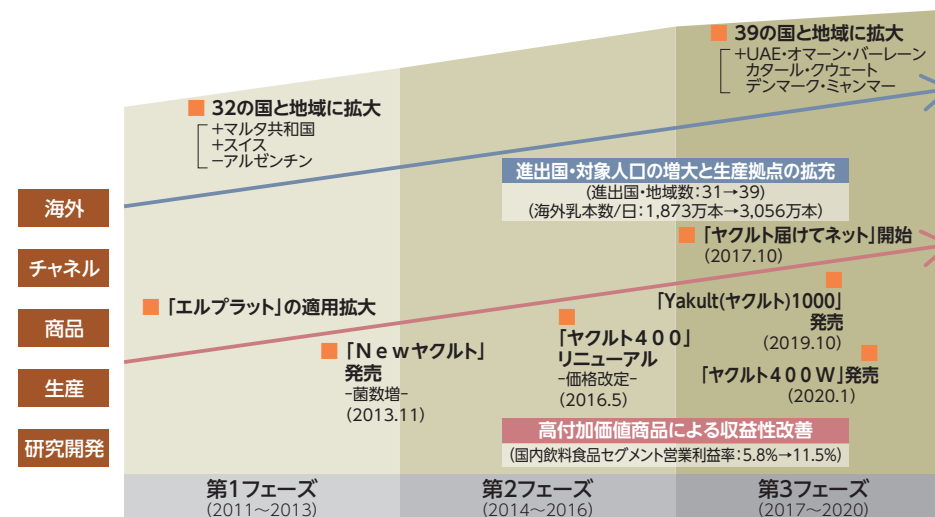 39の国と地域に拡大
+UAE・オマーン・バーレーン
カタール・クウェート
デンマーク・ミャンマー
32の国と地域に拡大
+マルタ共和国
+スイス
−アルゼンチン
進出国・対象人口の増大と生産拠点の拡充
(進出国・地域数:31→39)
(海外乳本数/日:1,873万本→3,056万本)
海外
チャネル
商品
生産
研究開発
「ヤクルト届けてネット」開始
(2017.10)
「エルプラット」の適用拡大
「Yakult(ヤクルト)1000」
発売
(2019.10)
「Newヤクルト」
発売
-菌数増-
(2013.11)
「ヤクルト400」
リニューアル
-価格改定-
(2016.5)
「ヤクルト400W」発売
(2020.1)
高付加価値商品による収益性改善
(国内飲料食品セグメント営業利益率:5.8%→11.5%)
第1フェーズ
(2011〜2013)
第2フェーズ
(2014〜2016)
第3フェーズ
(2017〜2020)